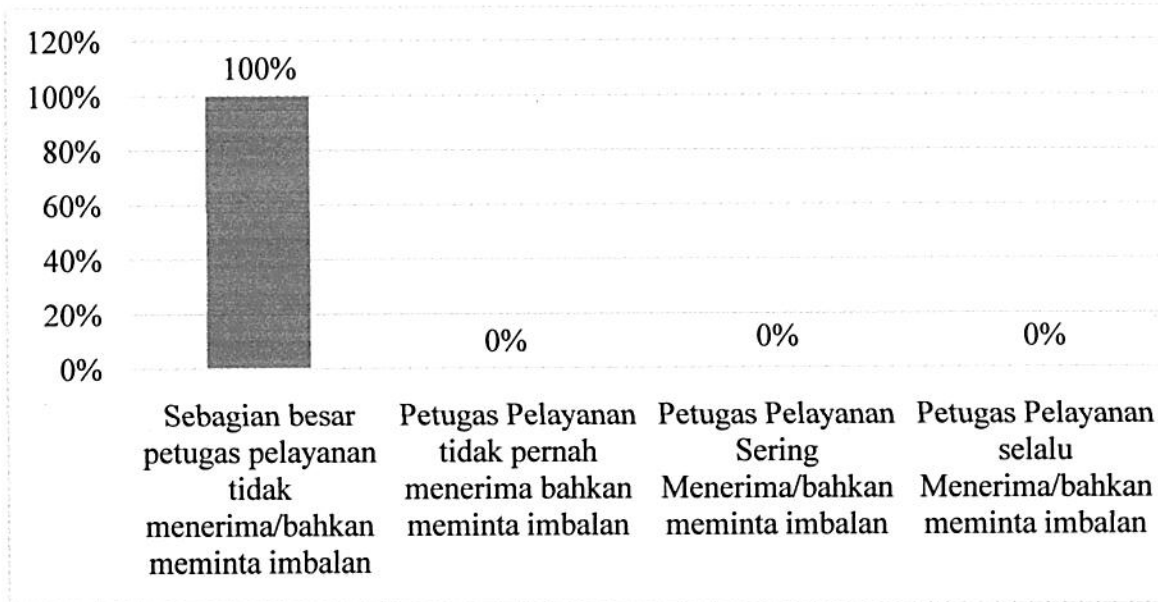 120%
100%
100%
80%
60%
40%
20%
0%
0%
0%
0%
Sebagian besar
petugas pelayanan
tidak
menerima/bahkan
meminta imbalan
Petugas Pelayanan
tidak pernah
menerima bahkan
meminta imbalan
Petugas Pelayanan
Sering
Menerima/bahkan
meminta imbalan
Petugas Pelayanan
selalu
Menerima/bahkan
meminta imbalan